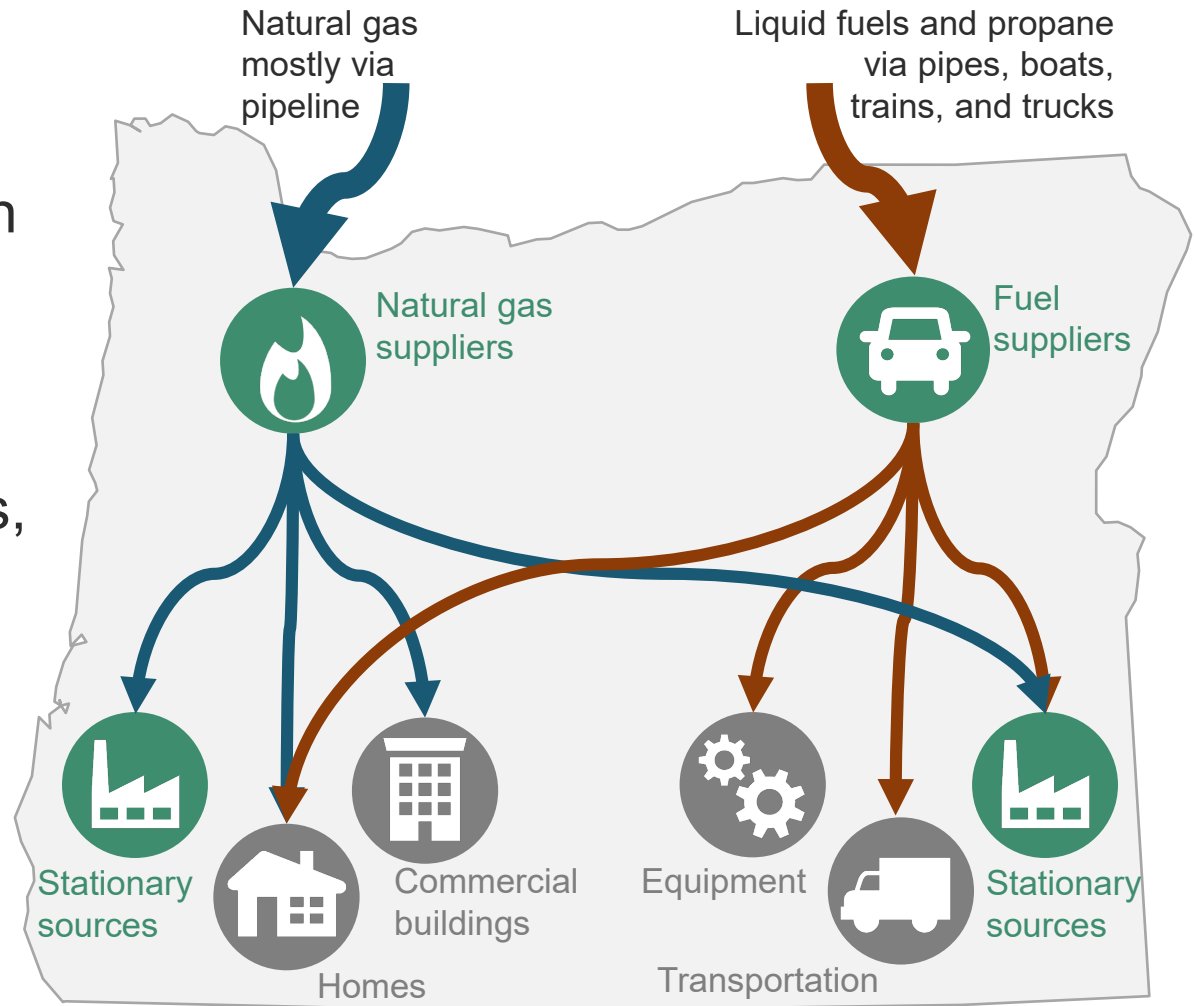 Natural gas
mostly via
pipeline
Liquid fuels and propane
via pipes, boats,
trains, and trucks
n
s,
Natural gas
suppliers
Fuel
suppliers
Stationary
sources
Homes
Commercial
buildings
Equipment
Transportation
Stationary
sources